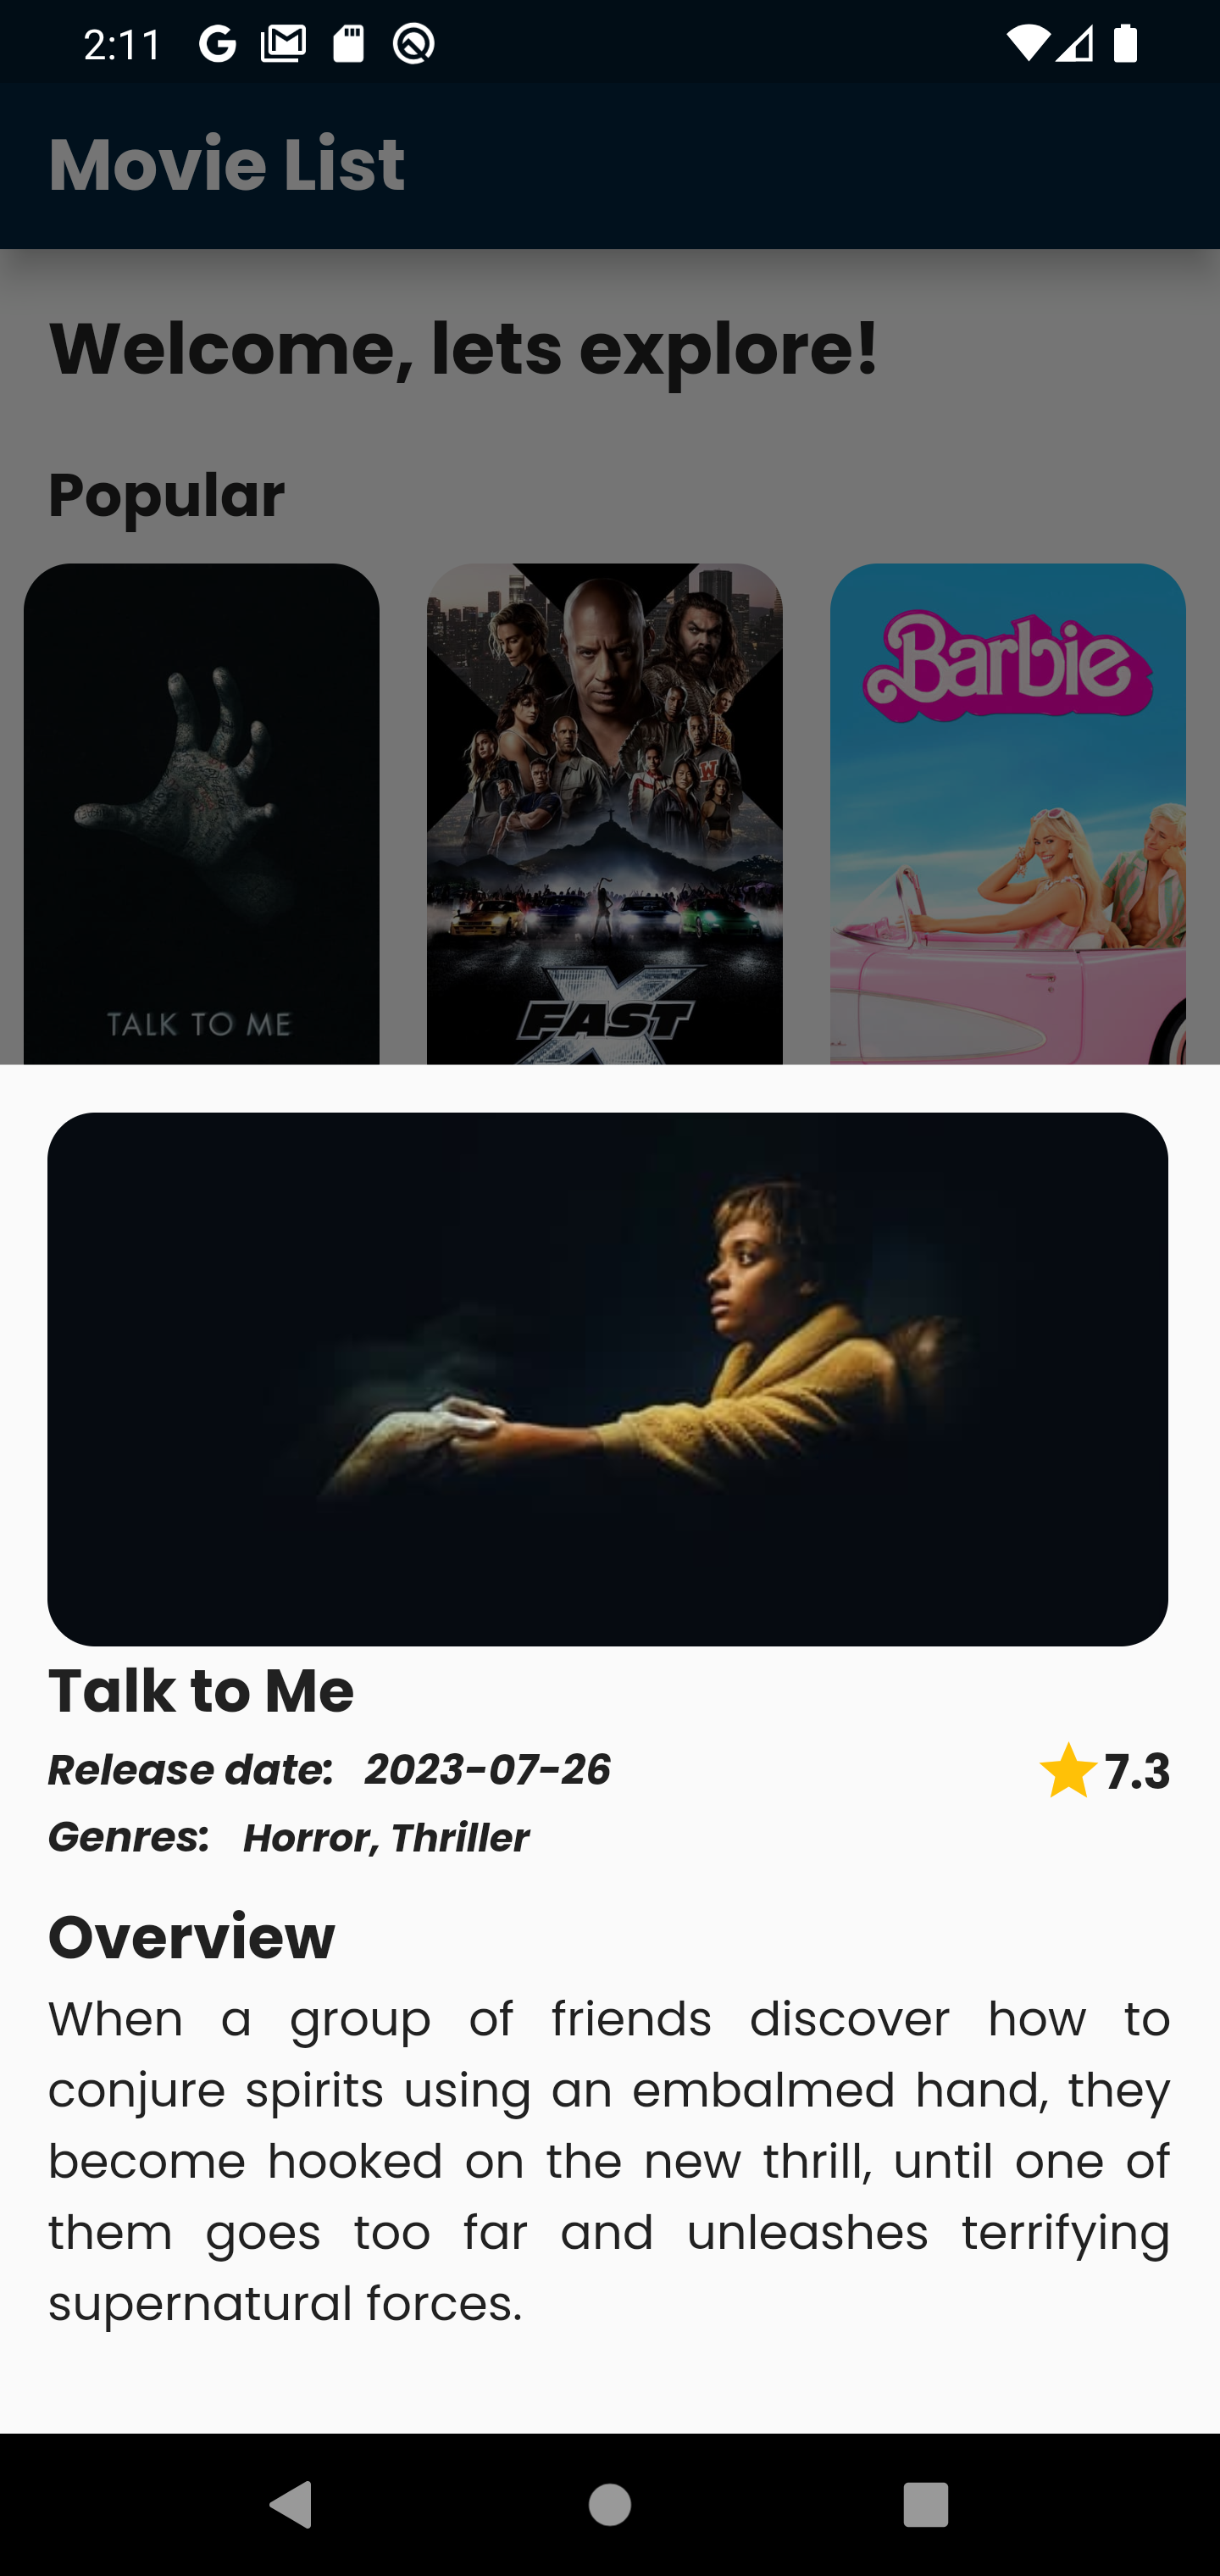 2:11
Movie List
Welcome, lets explore!
Popular
TALK TO ME
FAST
X
W
Barbie
Talk to Me
Release date: 2023-07-26
7.3
Genres: Horror, Thriller
Overview
When a group of friends discover how to
conjure spirits using an embalmed hand, they
become hooked on the new thrill, until one of
them goes too far and unleashes terrifying
supernatural forces.